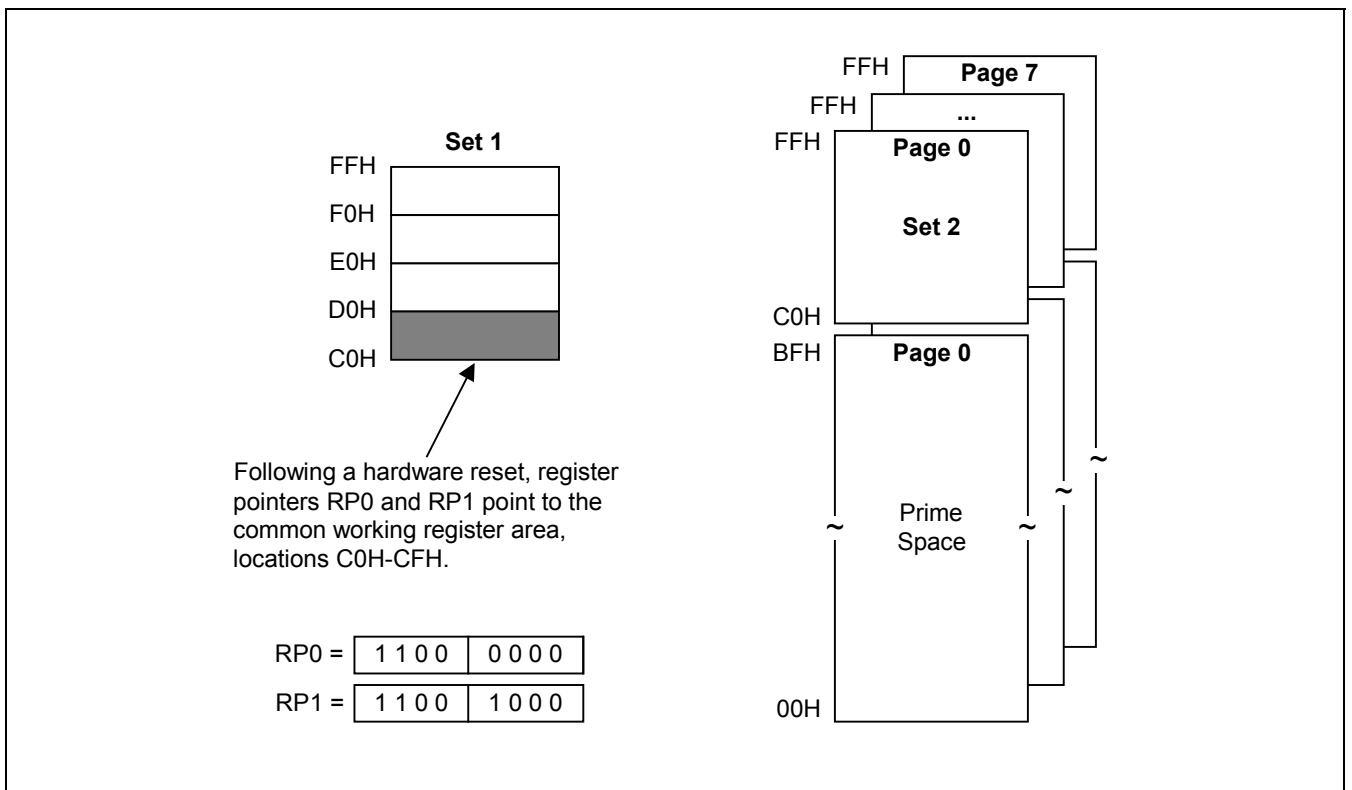 Set 1
FFH
F0H
E0H
D0H
C0H
Following a hardware reset, register
pointers RP0 and RP1 point to the
common working register area,
locations C0H-CFH.
RP0 = 1 1 0 0 0 0 0 0
RP1 = 1 1 0 0 1 0 0 0
FFH Page 7
FFH ...
FFH Page 0
Set 2
C0H
BFH Page 0
~ ~ ~ ~
Prime
Space
00H